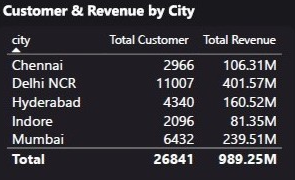 Customer & Revenue by City
city Total Customer Total Revenue
Chennai 2966 106.31M
Delhi NCR 11007 401.57M
Hyderabad 4340 160.52M
Indore 2096 81.35M
Mumbai 6432 239.51M
Total 26841 989.25M